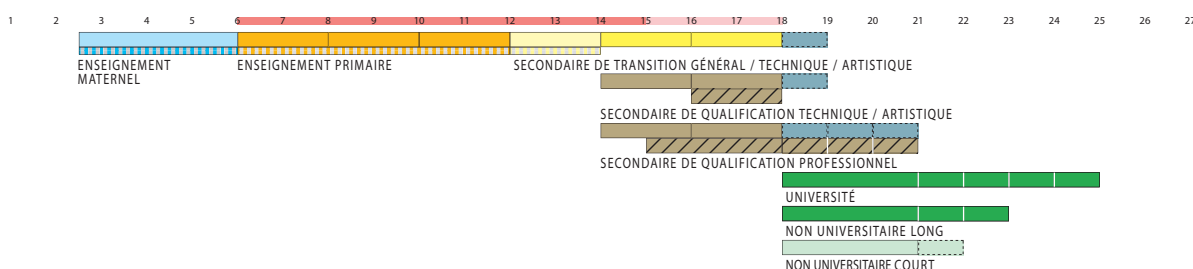 1 2 3 4 5 6 7 8 9 10 11 12 13 14 15 16 17 18 19 20 21 22 23 24 25 26 27
ENSEIGNEMENT
MATERNEL
ENSEIGNEMENT PRIMAIRE
SECONDAIRE DE TRANSITION GÉNÉRAL / TECHNIQUE / ARTISTIQUE
SECONDAIRE DE QUALIFICATION TECHNIQUE / ARTISTIQUE
SECONDAIRE DE QUALIFICATION PROFESSIONNEL
UNIVERSITÉ
NON UNIVERSITAIRE LONG
NON UNIVERSITAIRE COURT